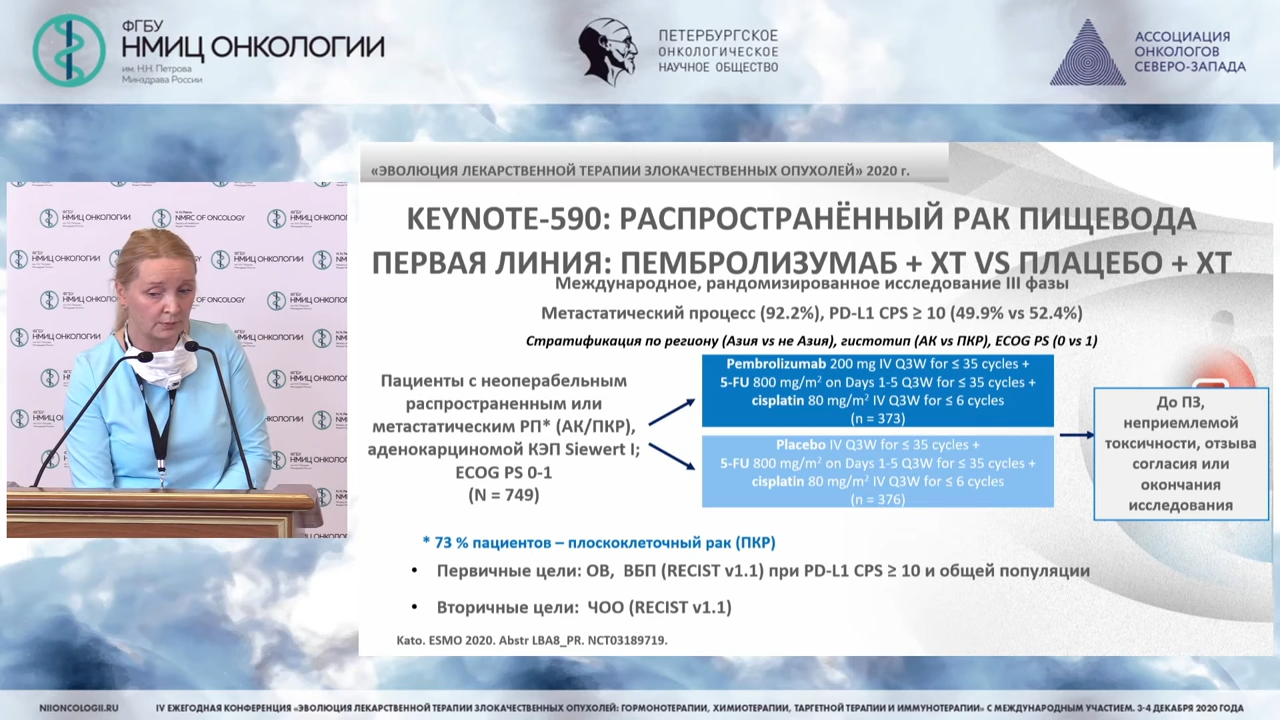 ФГБУ
НМИЦ ОНКОЛОГИИ
им. Н.Н. Петрова
Минздрава России
ПЕТЕРБУРГСКОЕ
ОНКОЛОГИЧЕСКОЕ
НАУЧНОЕ ОБЩЕСТВО
АССОЦИАЦИЯ
ОНКОЛОГОВ
СЕВЕРО-ЗАПАДА
«ЭВОЛЮЦИЯ ЛЕКАРСТВЕННОЙ ТЕРАПИИ ЗЛОКАЧЕСТВЕННЫХ ОПУХОЛЕЙ» 2020 г.
KEYNOTE-590: РАСПРОСТРАНЁННЫЙ РАК ПИЩЕВОДА
ПЕРВАЯ ЛИНИЯ: ПЕМБРОЛИЗУМАБ + ХТ VS ПЛАЦЕБО + ХТ
Международное, рандомизированное исследование III фазы
Метастатический процесс (92.2%), PD-L1 CPS ≥ 10 (49.9% vs 52.4%)
Стратификация по региону (Азия vs не Азия), гистотип (АК vs ПКР), ECOG PS (0 vs 1)
Пациенты с неоперабельным
распространенным или
метастатическим РП* (АК/ПКР),
аденокарциномой КЭП Siewert I;
ECOG PS 0-1
(N = 749)
Pembrolizumab 200 mg IV Q3W for ≤ 35 cycles +
5-FU 800 mg/m² on Days 1-5 Q3W for ≤ 35 cycles +
cisplatin 80 mg/m² IV Q3W for ≤ 6 cycles
(n = 373)
Placebo IV Q3W for ≤ 35 cycles +
5-FU 800 mg/m² on Days 1-5 Q3W for ≤ 35 cycles +
cisplatin 80 mg/m² IV Q3W for ≤ 6 cycles
(n = 376)
До ПЗ,
неприемлемой
токсичности, отзыва
согласия или
окончания
исследования
* 73 % пациентов – плоскоклеточный рак (ПКР)
• Первичные цели: ОВ, ВБП (RECIST v1.1) при PD-L1 CPS ≥ 10 и общей популяции
• Вторичные цели: ЧОО (RECIST v1.1)
Kato. ESMO 2020. Abstr LBA8_PR. NCT03189719.
НМИЦ ОНКОЛОГИИ
NMRC OF ONCOLOGY
НМИЦ ОНКОЛОГИИ
NIIONCOLOGII.RU
IV ЕЖЕГОДНАЯ КОНФЕРЕНЦИЯ «ЭВОЛЮЦИЯ ЛЕКАРСТВЕННОЙ ТЕРАПИИ ЗЛОКАЧЕСТВЕННЫХ ОПУХОЛЕЙ: ГОРМОНОТЕРАПИИ, ХИМИОТЕРАПИИ, ТАРГЕТНОЙ ТЕРАПИИ И ИММУНОТЕРАПИИ» С МЕЖДУНАРОДНЫМ УЧАСТИЕМ. 3-4 ДЕКАБРЯ 2020 ГОДА